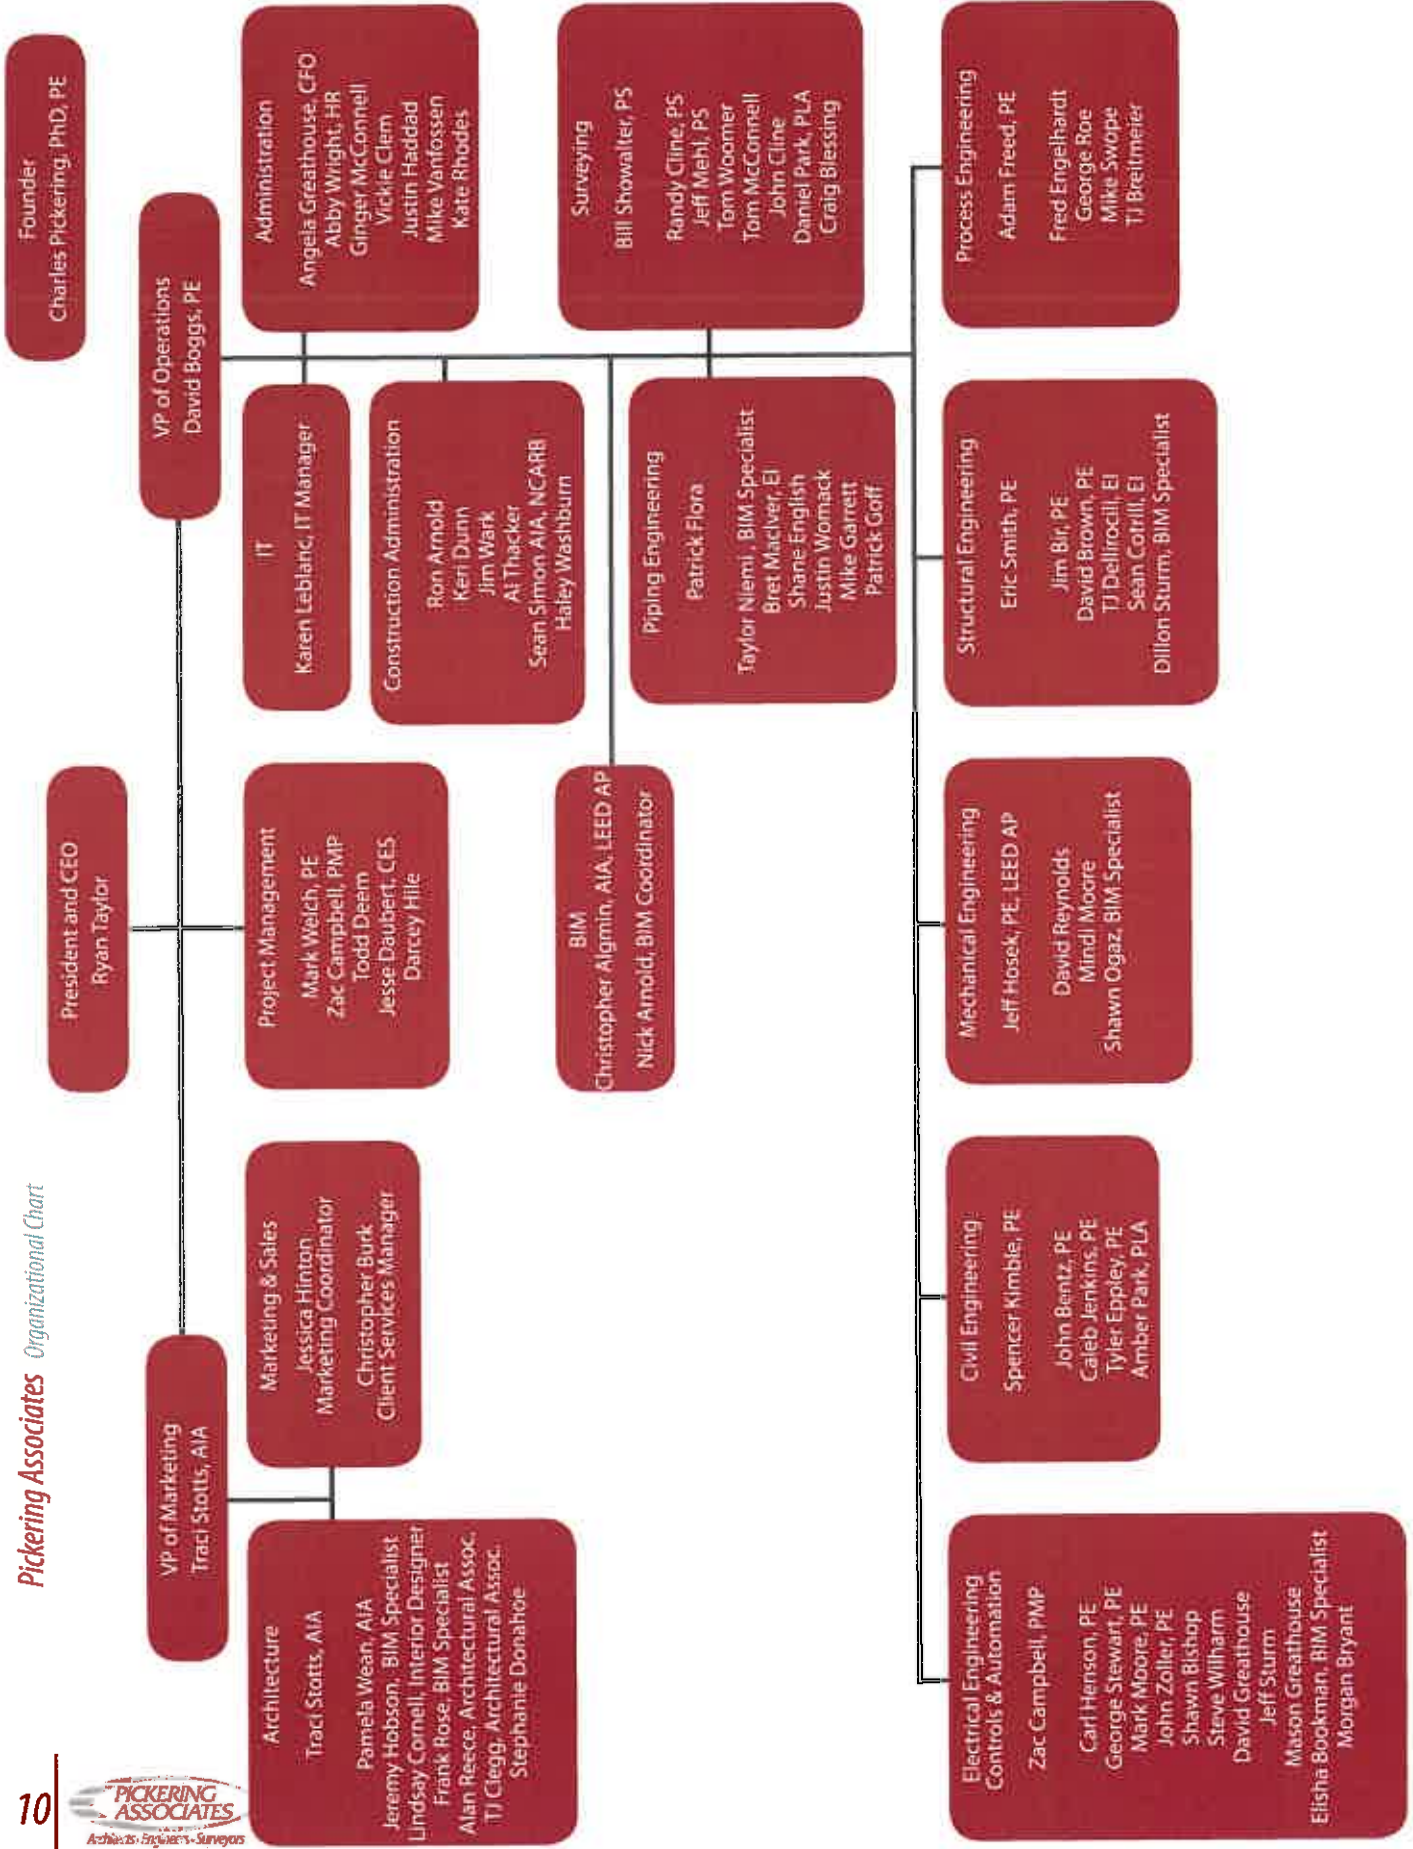 10
PICKERING
ASSOCIATES
Architects · Engineers · Surveyors
Pickering Associates Organizational Chart
Founder
Charles Pickering, PhD, PE
President and CEO
Ryan Taylor
VP of Marketing
Traci Stotts, AIA
VP of Operations
David Boggs, PE
Architecture
Traci Stotts, AIA
Pamela Wean, AIA
Jeremy Hobson, BIM Specialist
Lindsay Cornell, Interior Designer
Frank Rose, BIM Specialist
Alan Reece, Architectural Assoc.
TJ Clegg, Architectural Assoc.
Stephanie Donahoe
Marketing & Sales
Jessica Hinton
Marketing Coordinator
Christopher Burk
Client Services Manager
Project Management
Mark Welch, PE
Zac Campbell, PMP
Todd Deem
Jesse Daubert, CES
Darcey Hile
IT
Karen Leblanc, IT Manager
Administration
Angela Greathouse, CFO
Abby Wright, HR
Ginger McConnell
Vickie Clem
Justin Haddad
Mike Vanfossen
Kate Rhodes
Construction Administration
Ron Arnold
Keri Dunn
Jim Wark
Al Thacker
Sean Simon AIA, NCARB
Haley Washburn
BIM
Christopher Algmin, AIA, LEED AP
Nick Arnold, BIM Coordinator
Piping Engineering
Patrick Flora
Taylor Niemi , BIM Specialist
Bret MacIver, EI
Shane English
Justin Womack
Mike Garrett
Patrick Goff
Surveying
Bill Showalter, PS
Randy Cline, PS
Jeff Mehl, PS
Tom Woomer
Tom McConnell
John Cline
Daniel Park, PLA
Craig Blessing
Electrical Engineering
Controls & Automation
Zac Campbell, PMP
Carl Henson, PE
George Stewart, PE
Mark Moore, PE
John Zoller, PE
Shawn Bishop
Steve Wilharm
David Greathouse
Jeff Sturm
Mason Greathouse
Elisha Bookman, BIM Specialist
Morgan Bryant
Civil Engineering
Spencer Kimble, PE
John Bentz, PE
Caleb Jenkins, PE
Tyler Eppley, PE
Amber Park, PLA
Mechanical Engineering
Jeff Hosek, PE, LEED AP
David Reynolds
Mindi Moore
Shawn Ogaz, BIM Specialist
Structural Engineering
Eric Smith, PE
Jim Bir, PE
David Brown, PE
TJ Dellirocili, EI
Sean Cottrill, EI
Dillon Sturm, BIM Specialist
Process Engineering
Adam Freed, PE
Fred Engelhardt
George Roe
Mike Swope
TJ Breitmeier